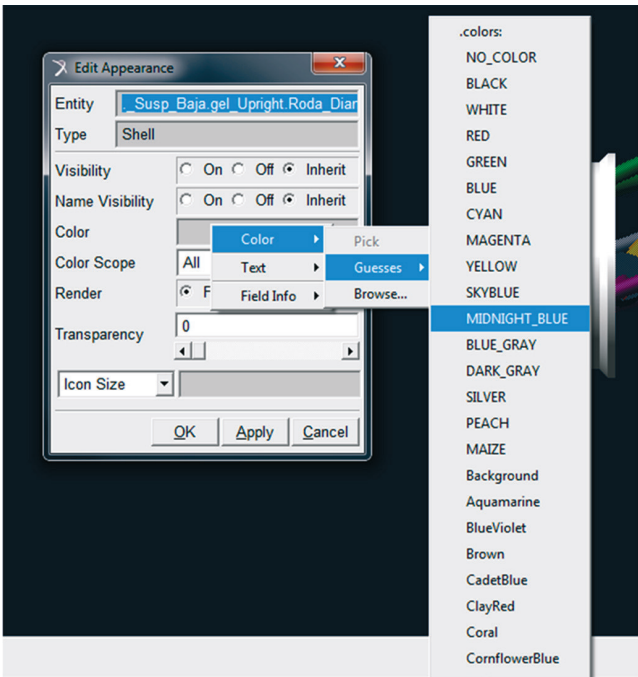 Edit Appearance
Entity ._Susp_Baja.gel_Upright.Roda_Dian
Type Shell
Visibility On Off Inherit
Name Visibility On Off Inherit
Color
Color Scope All
Render F
Transparency 0
Icon Size
OK Apply Cancel
Color
Text
Field Info
Pick
Guesses
Browse...
.colors:
NO_COLOR
BLACK
WHITE
RED
GREEN
BLUE
CYAN
MAGENTA
YELLOW
SKYBLUE
MIDNIGHT_BLUE
BLUE_GRAY
DARK_GRAY
SILVER
PEACH
MAIZE
Background
Aquamarine
BlueViolet
Brown
CadetBlue
ClayRed
Coral
CornflowerBlue